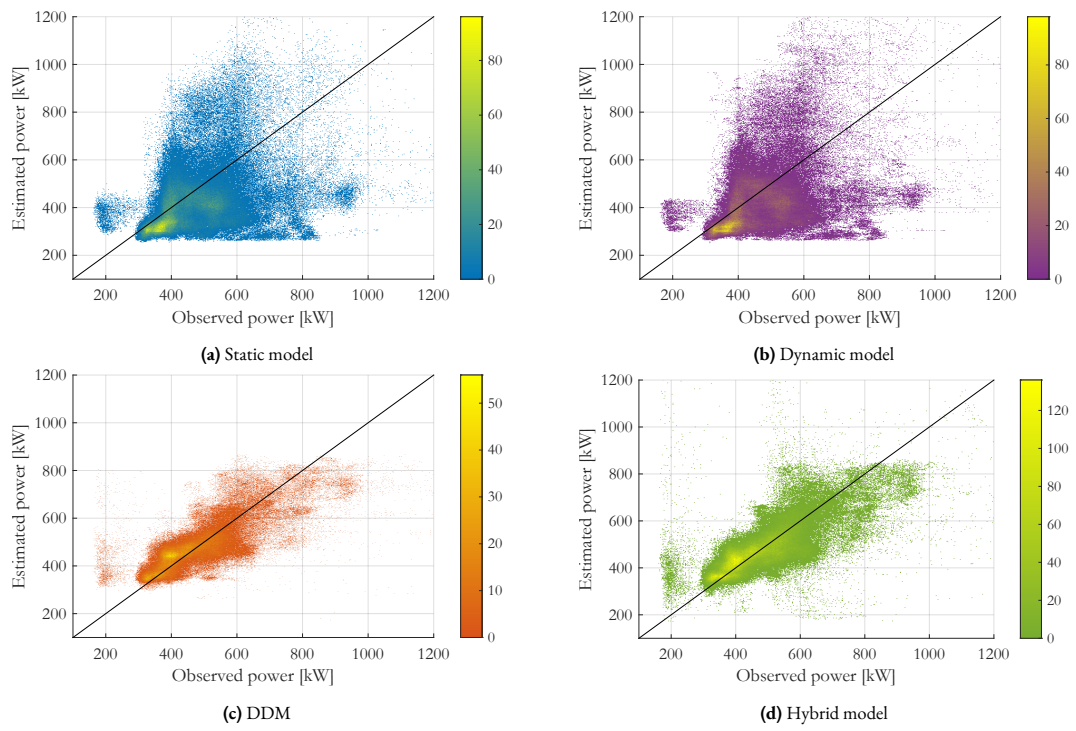 1200
1000
800
600
400
200
Estimated power [kW]
200 400 600 800 1000 1200
Observed power [kW]
80
60
40
20
0
(a) Static model
1200
1000
800
600
400
200
Estimated power [kW]
200 400 600 800 1000 1200
Observed power [kW]
80
60
40
20
0
(b) Dynamic model
1200
1000
800
600
400
200
Estimated power [kW]
200 400 600 800 1000 1200
Observed power [kW]
50
40
30
20
10
0
(c) DDM
1200
1000
800
600
400
200
Estimated power [kW]
200 400 600 800 1000 1200
Observed power [kW]
120
100
80
60
40
20
0
(d) Hybrid model